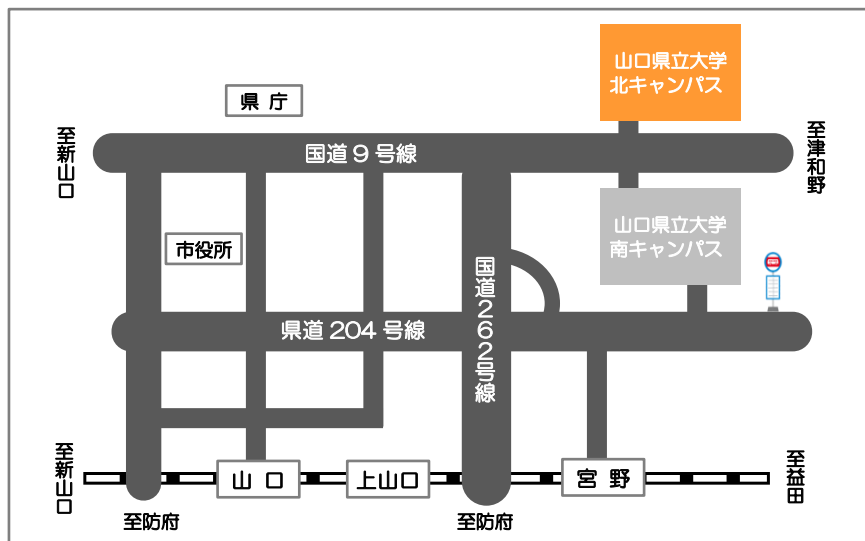 山口県立大学
北キャンパス
県庁
至新山口
国道9号線
至津和野
山口県立大学
南キャンパス
市役所
国道262号線
県道204号線
至新山口
山口
上山口
宮野
至益田
至防府
至防府